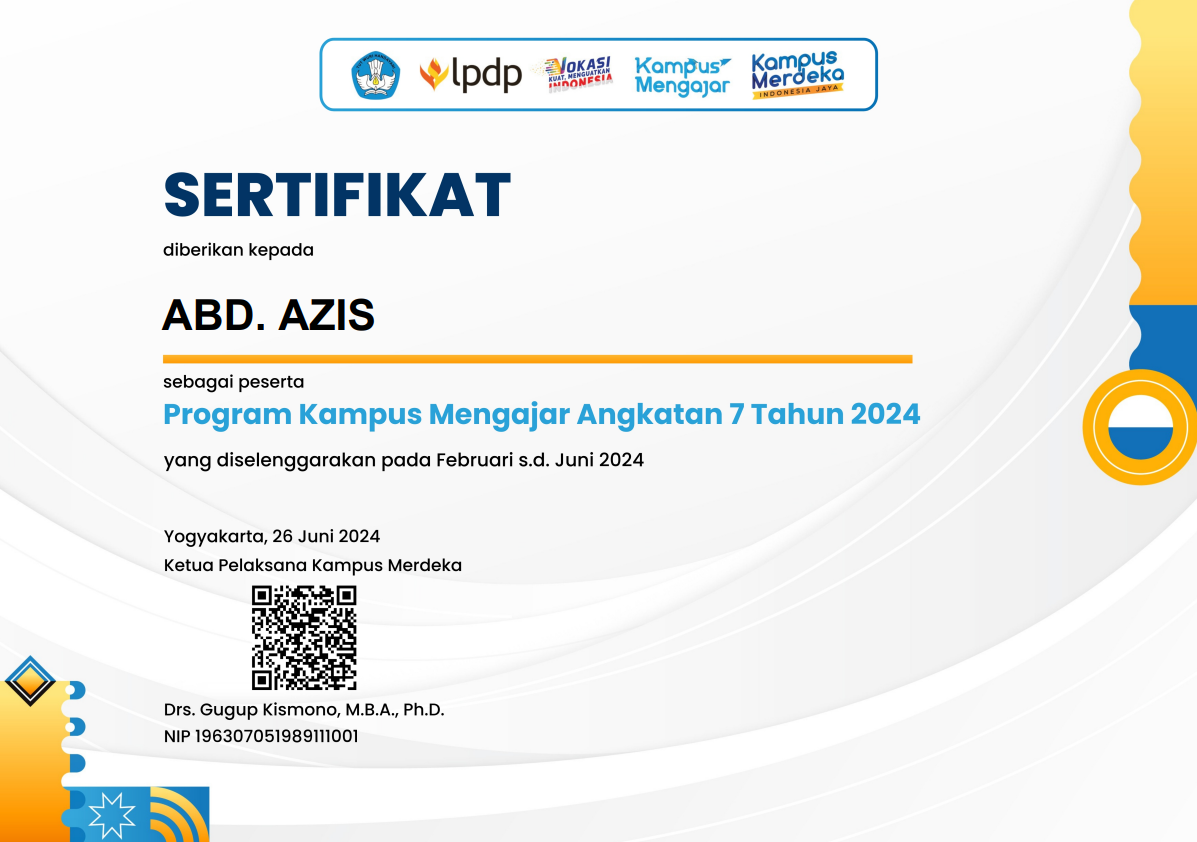 lpdp
VOKASI
KUAT, MENGUATKAN
INDONESIA
Kampus
Mengajar
Kampus
Merdeka
INDONESIA JAYA
SERTIFIKAT
diberikan kepada
ABD. AZIS
sebagai peserta
Program Kampus Mengajar Angkatan 7 Tahun 2024
yang diselenggarakan pada Februari s.d. Juni 2024
Yogyakarta, 26 Juni 2024
Ketua Pelaksana Kampus Merdeka
Drs. Gugup Kismono, M.B.A., Ph.D.
NIP 196307051989111001